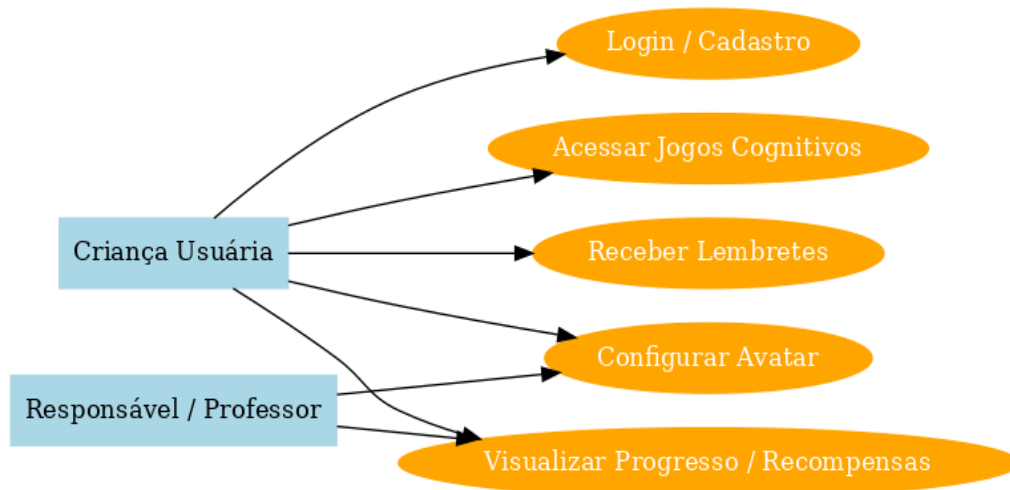 Login / Cadastro
Acessar Jogos Cognitivos
Criança Usuária
Receber Lembretes
Configurar Avatar
Responsável / Professor
Visualizar Progresso / Recompensas